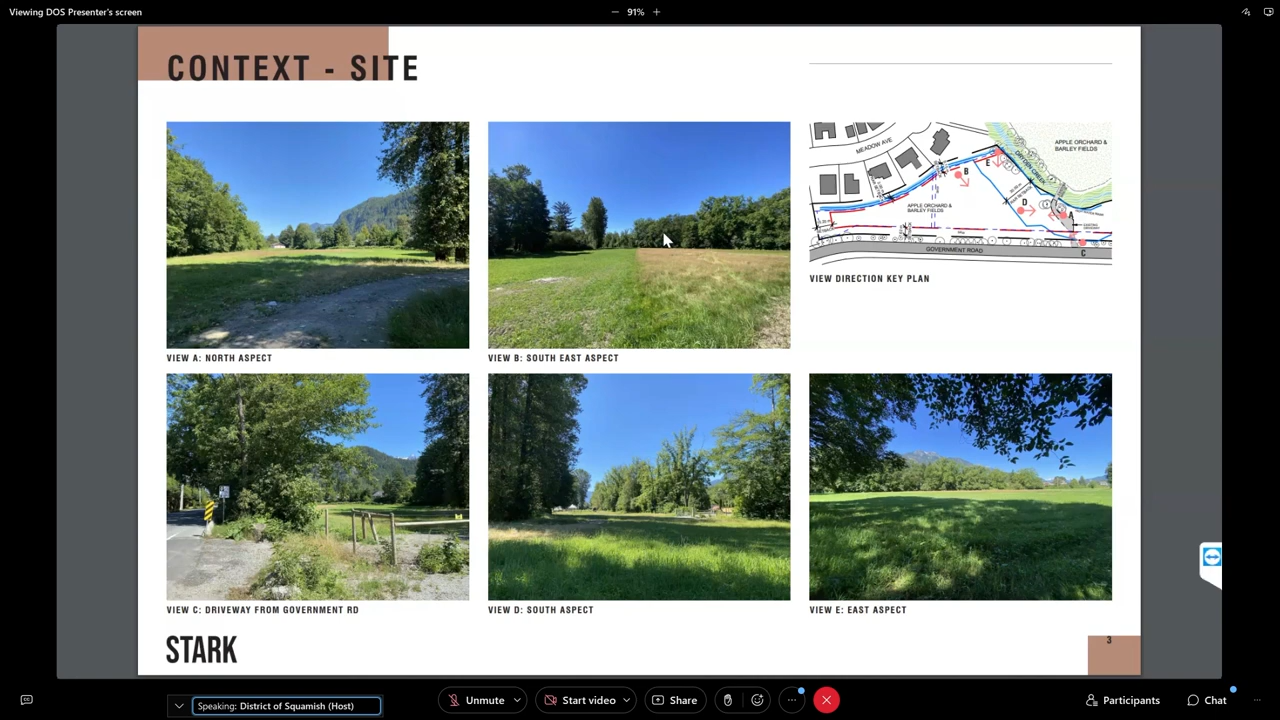 Viewing DOS Presenter's screen
91%
CONTEXT - SITE
MEADOW AVE
APPLE ORCHARD &
BARLEY FIELDS
DRYDEN CREEK
E
B
D
A
C
APPLE ORCHARD &
BARLEY FIELDS
GOVERNMENT ROAD
VIEW DIRECTION KEY PLAN
VIEW A: NORTH ASPECT
VIEW B: SOUTH EAST ASPECT
VIEW C: DRIVEWAY FROM GOVERNMENT RD
VIEW D: SOUTH ASPECT
VIEW E: EAST ASPECT
STARK
3
Speaking: District of Squamish (Host)
Unmute
Start video
Share
Participants
Chat